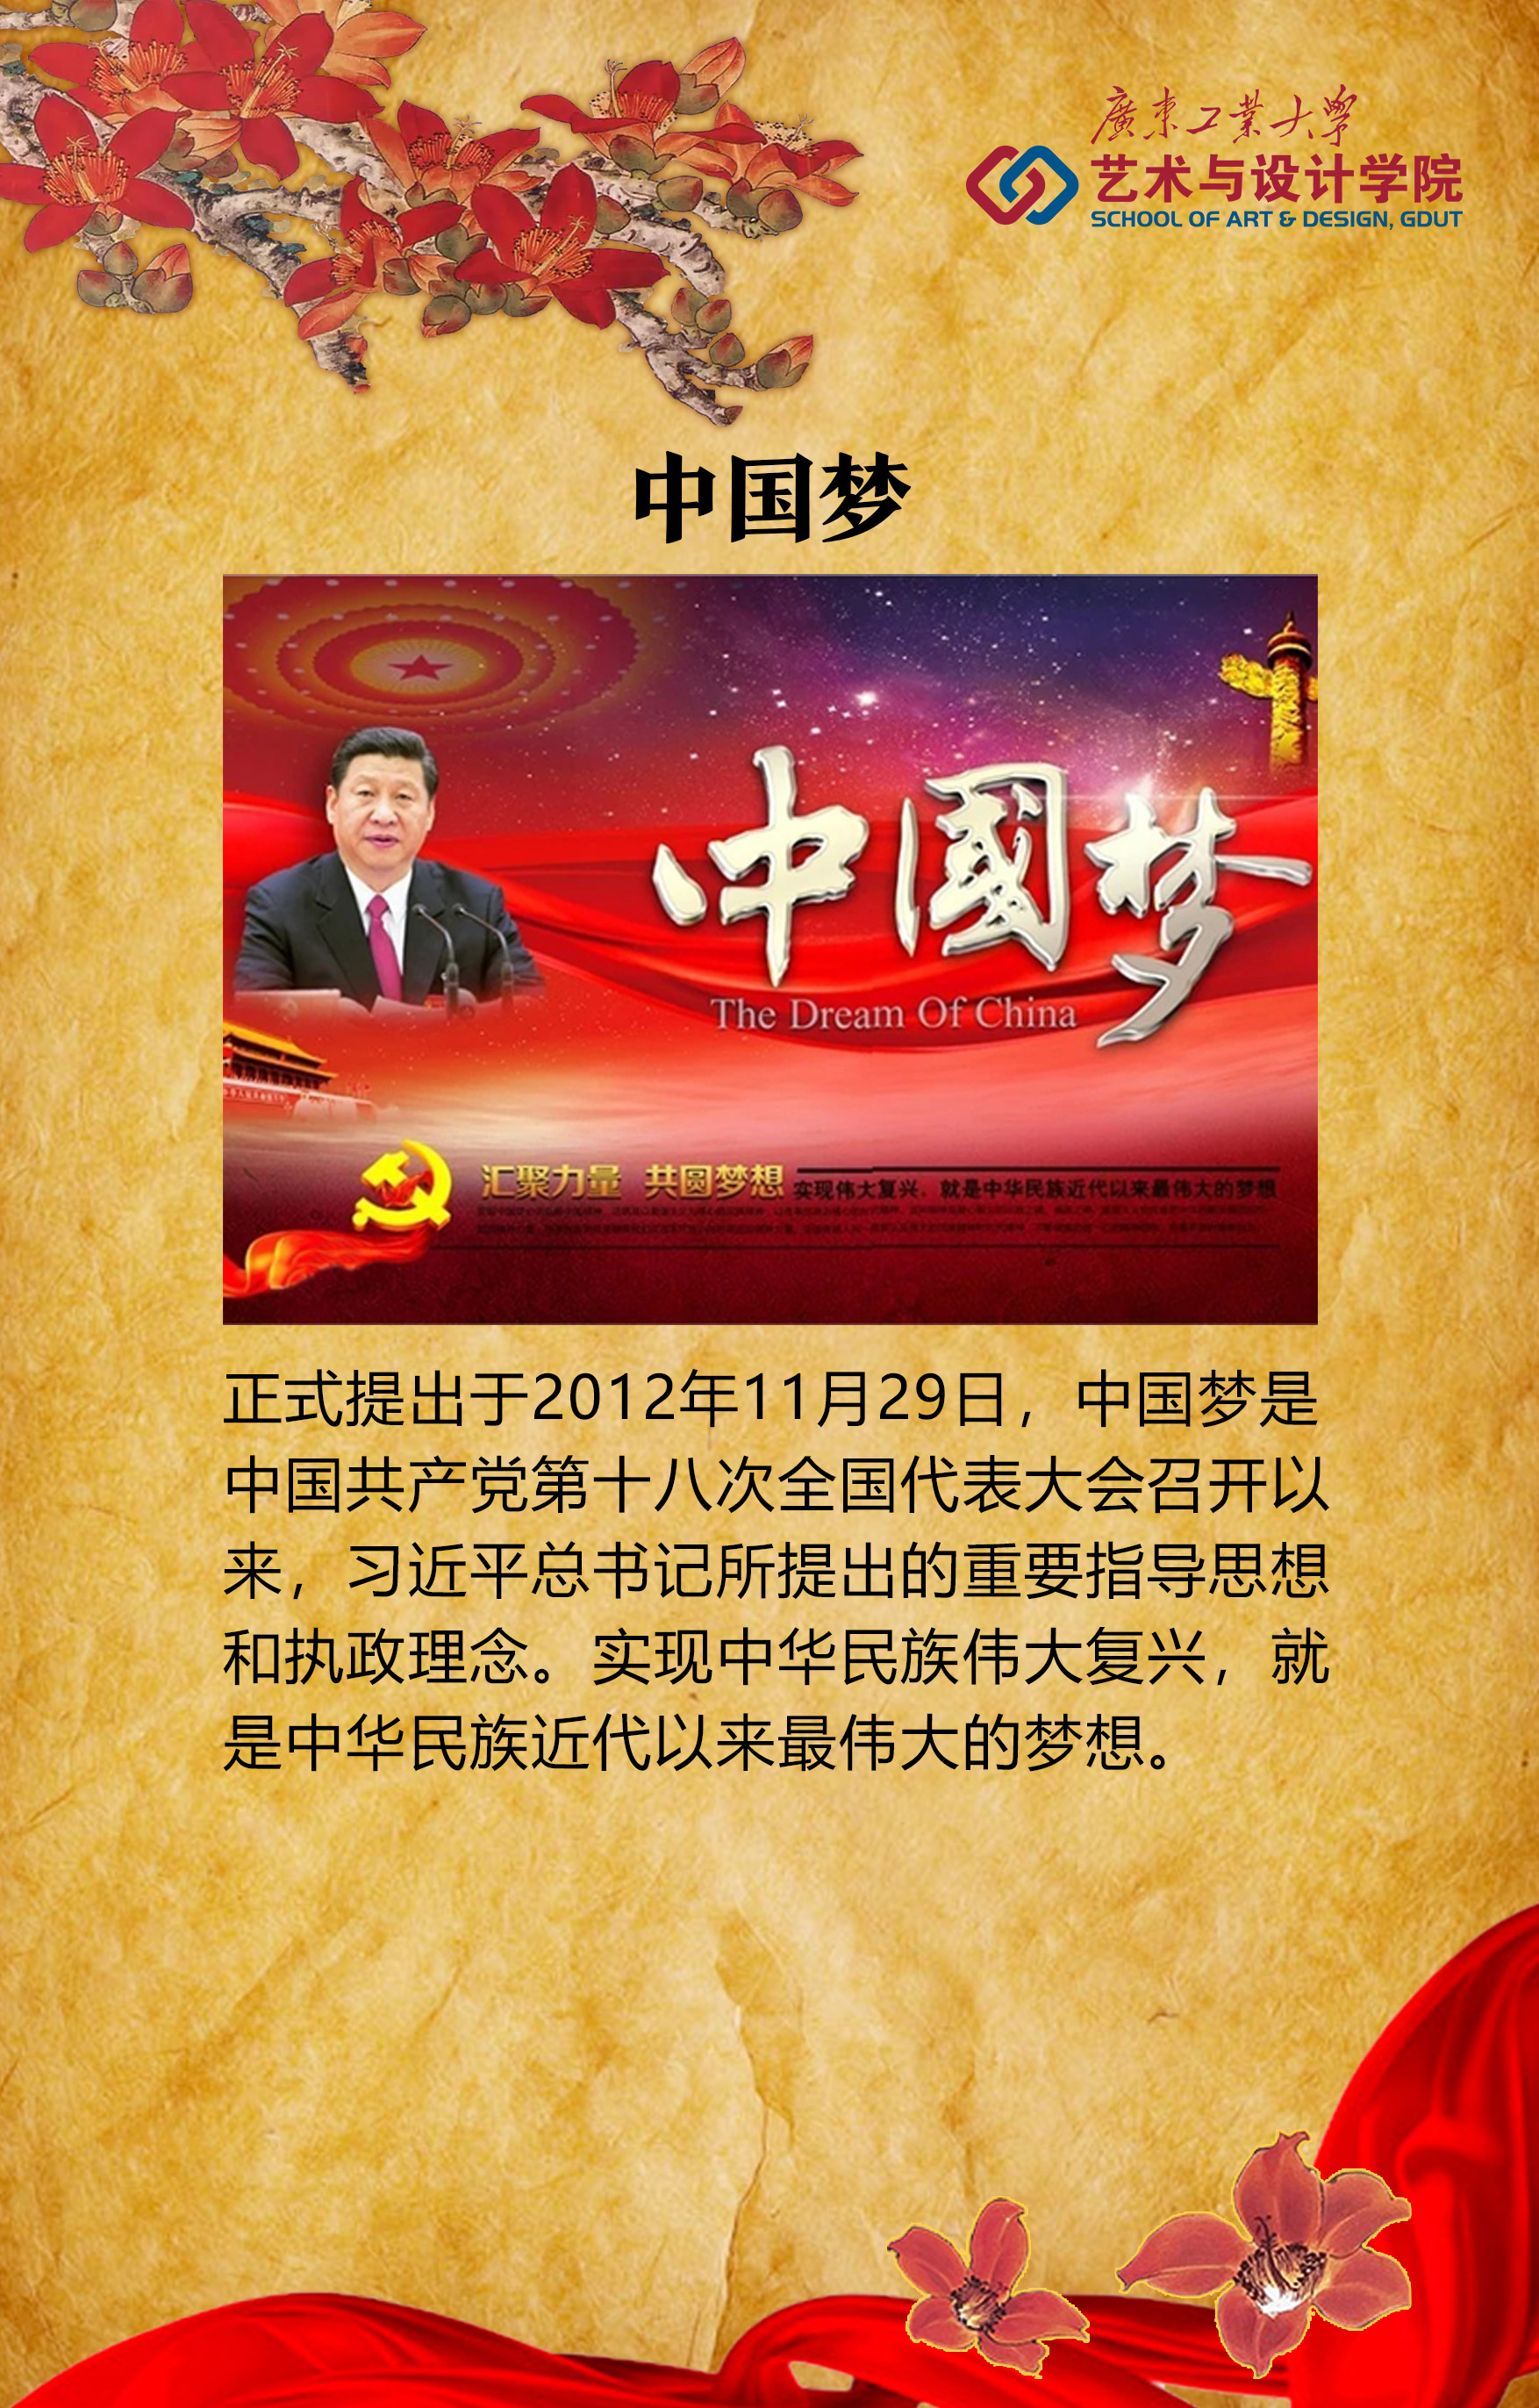 廣東工業大學
艺术与设计学院
SCHOOL OF ART & DESIGN, GDUT
中国梦
中國梦
The Dream Of China
汇聚力量 共圆梦想
实现伟大复兴，就是中华民族近代以来最伟大的梦想
正式提出于2012年11月29日，中国梦是
中国共产党第十八次全国代表大会召开以
来，习近平总书记所提出的重要指导思想
和执政理念。实现中华民族伟大复兴，就
是中华民族近代以来最伟大的梦想。